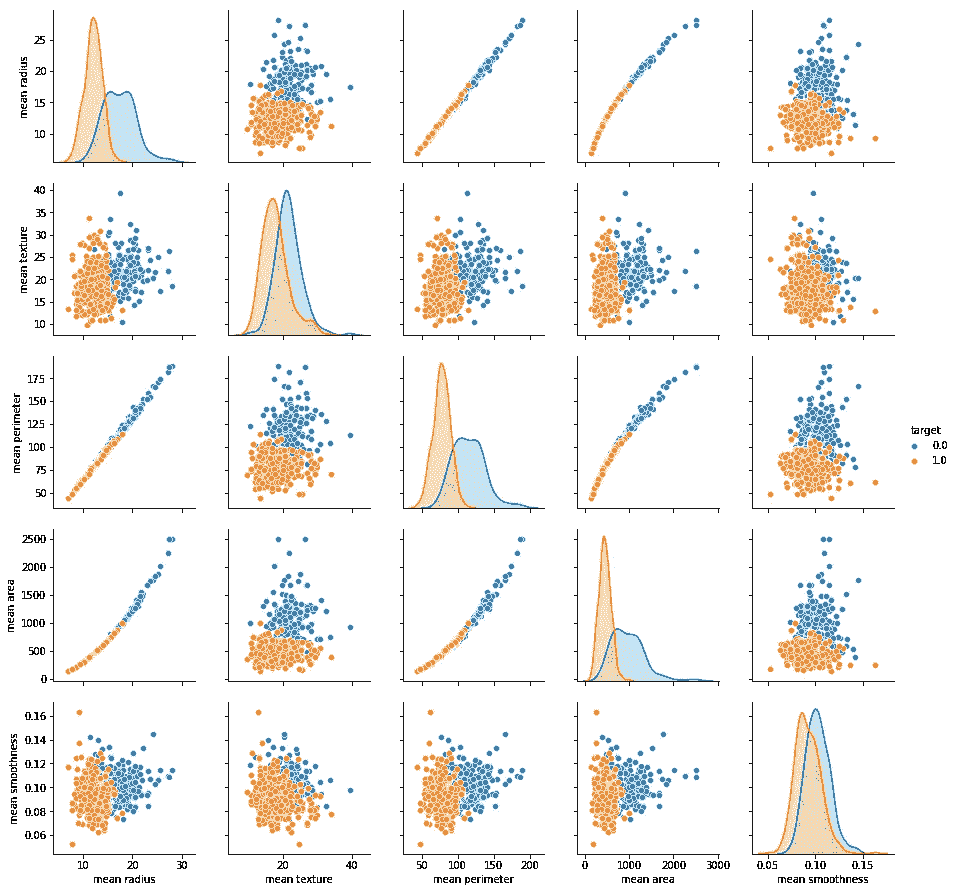 mean radius
25
20
15
10
mean texture
40
35
30
25
20
15
10
mean perimeter
175
150
125
100
75
50
target
0.0
1.0
mean area
2500
2000
1500
1000
500
0
mean smoothness
0.16
0.14
0.12
0.10
0.08
0.06
10 20 30
20 40
50 100 150 200
0 1000 2000 3000
0.05 0.10 0.15
mean radius mean texture mean perimeter mean area mean smoothness